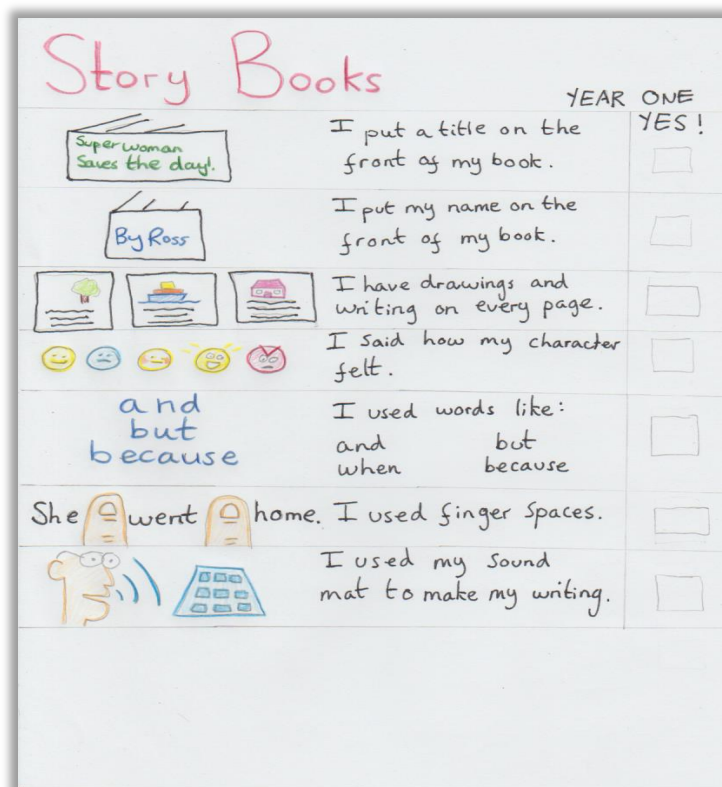 Story Books
YEAR ONE
YES!
Superwoman
Saves the day!.
I put a title on the
front of my book.
By Ross
I put my name on the
front of my book.
I have drawings and
writing on every page.
I said how my character
felt.
and
but
because
I used words like:
and but
when because
She went home. I used finger spaces.
I used my sound
mat to make my writing.